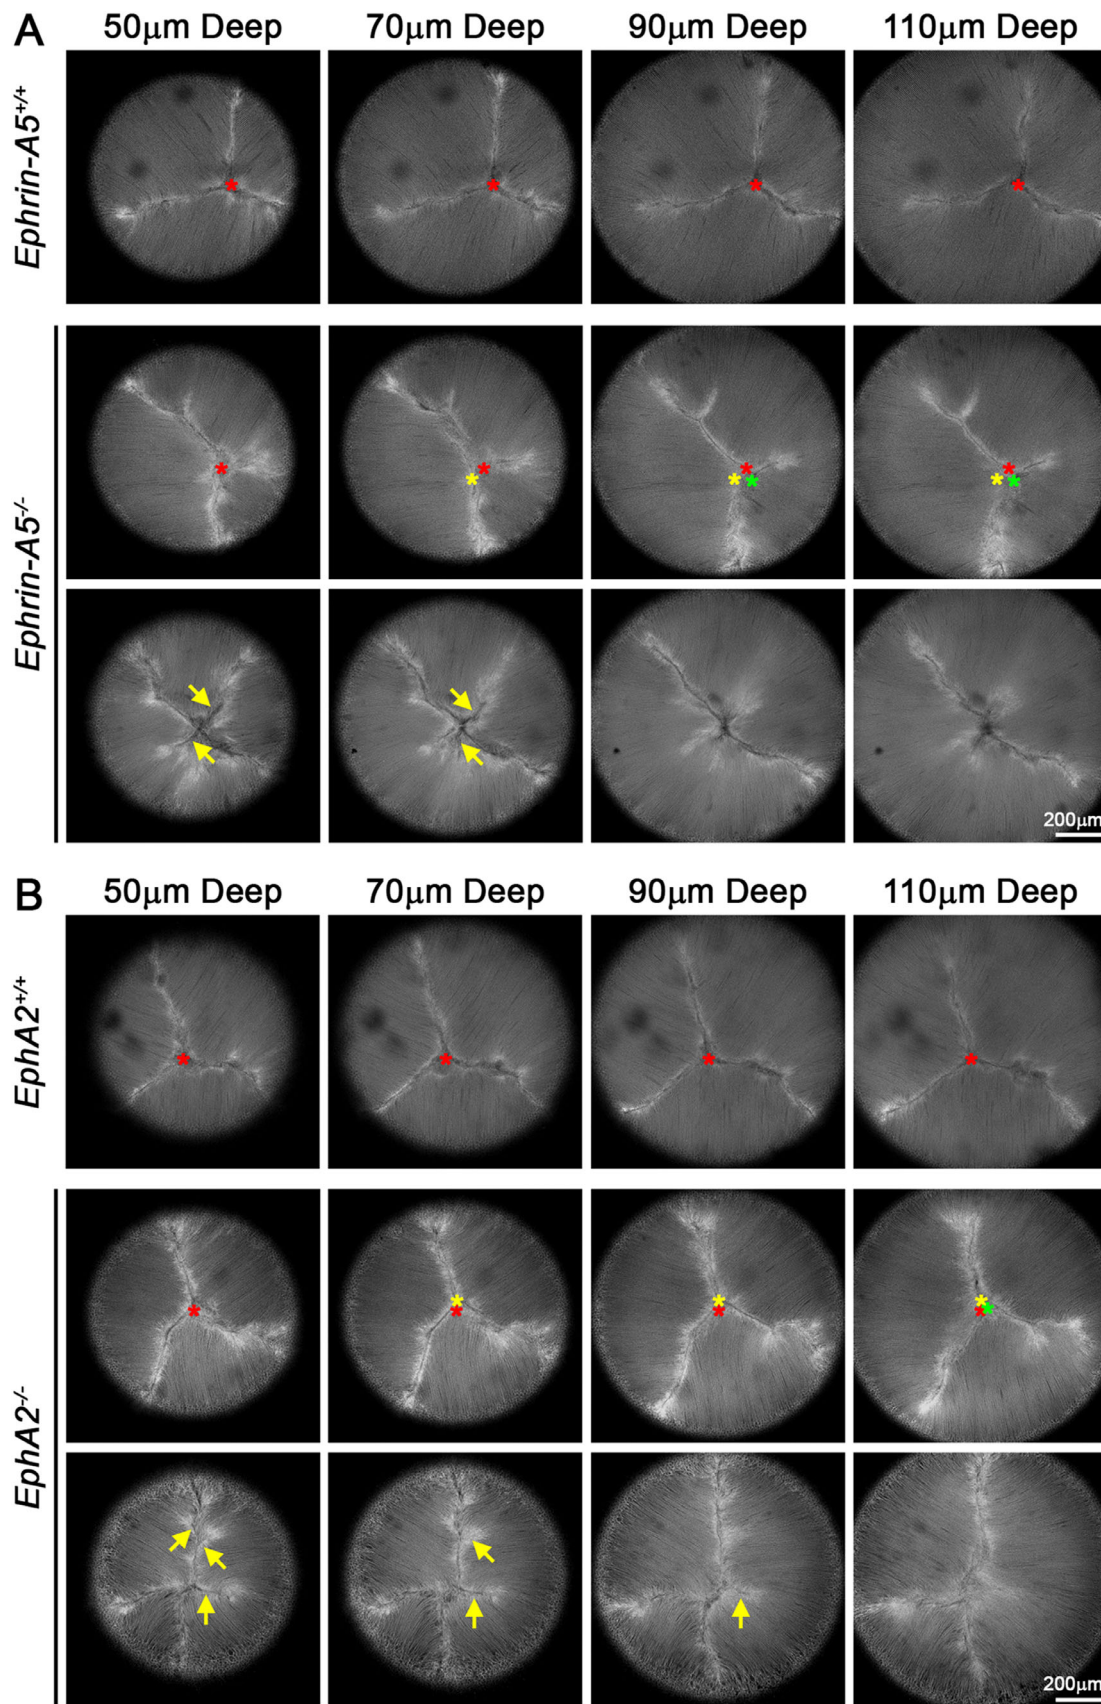 A
50μm Deep 70μm Deep 90μm Deep 110μm Deep
Ephrin-A5+/+
Ephrin-A5-/-
200μm
B
50μm Deep 70μm Deep 90μm Deep 110μm Deep
EphA2+/+
EphA2-/-
200μm